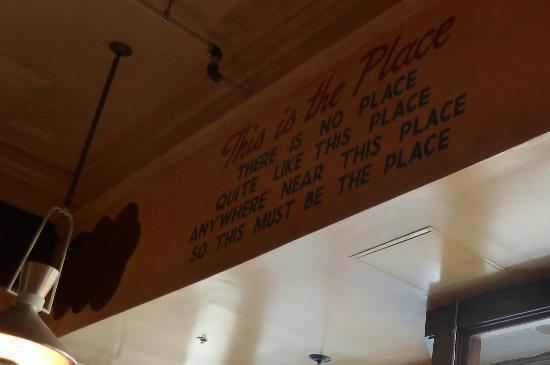 This is the Place
THERE IS NO PLACE
QUITE LIKE THIS PLACE
ANYWHERE NEAR THIS PLACE
SO THIS MUST BE THE PLACE